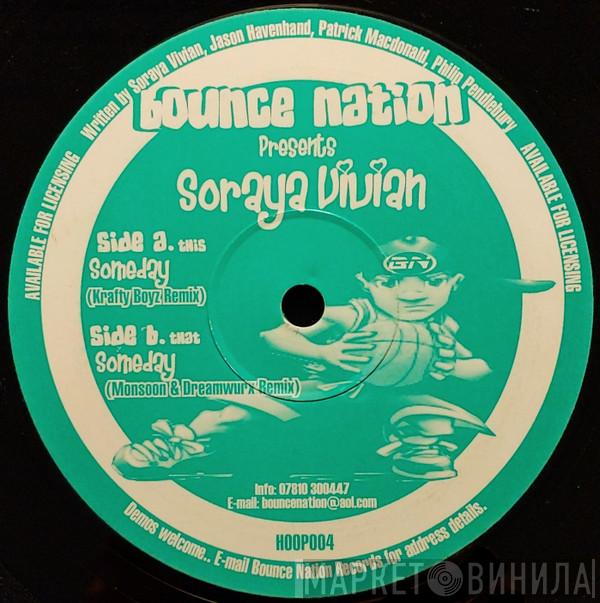 Written by Soraya Vivian, Jason Havenhand, Patrick Macdonald, Philip Pendlebury
AVAILABLE FOR LICENSING
AVAILABLE FOR LICENSING
bounce nation
Presents
Soraya Vivian
Side a. this
Someday
(Krafty Boyz Remix)
BN
Side b. that
Someday
(Monsoon & Dreamwurx Remix)
Info: 07810 300447
E-mail: bouncenation@aol.com
HOOP004
Demos welcome.. E-mail Bounce Nation Records for address details.
МАРКЕТ ВИНИЛА